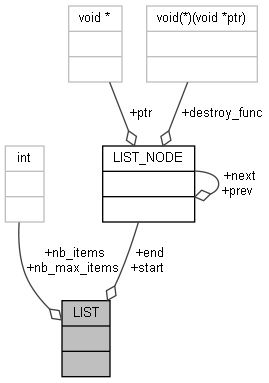 void *
void(*)(void *ptr)
+ptr
+destroy_func
int
LIST_NODE
+next
+prev
+nb_items
+nb_max_items
+end
+start
LIST